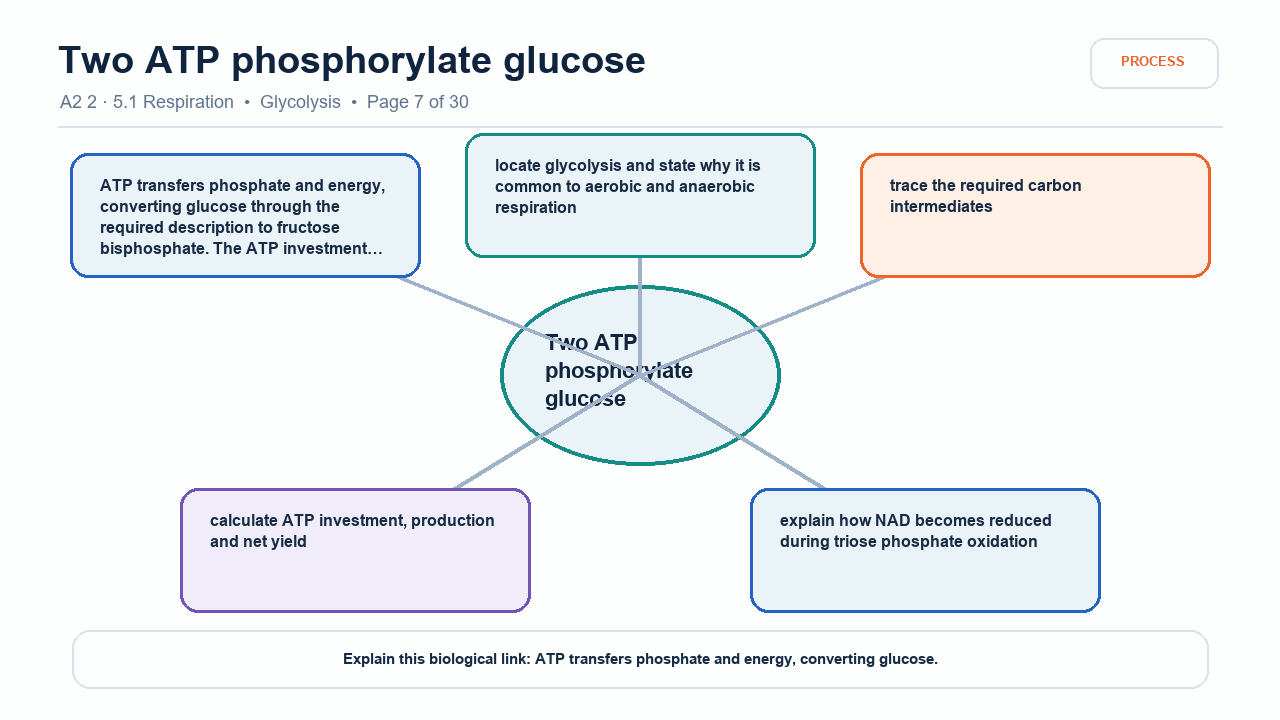 Two ATP phosphorylate glucose
PROCESS
A2 2 · 5.1 Respiration • Glycolysis • Page 7 of 30
ATP transfers phosphate and energy,
converting glucose through the
required description to fructose
bisphosphate. The ATP investment…
locate glycolysis and state why it is
common to aerobic and anaerobic
respiration
trace the required carbon
intermediates
Two ATP
phosphorylate
glucose
calculate ATP investment, production
and net yield
explain how NAD becomes reduced
during triose phosphate oxidation
Explain this biological link: ATP transfers phosphate and energy, converting glucose.